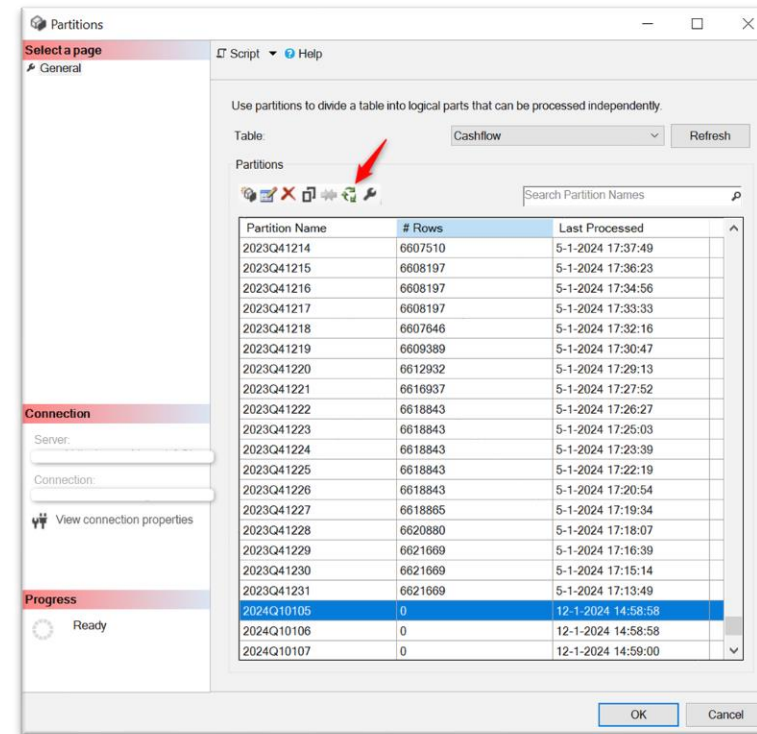 Partitions
Select a page
General
Script Help
Use partitions to divide a table into logical parts that can be processed independently.
Table: Cashflow Refresh
Partitions
Search Partition Names
Partition Name # Rows Last Processed
2023Q41214 6607510 5-1-2024 17:37:49
2023Q41215 6608197 5-1-2024 17:36:23
2023Q41216 6608197 5-1-2024 17:34:56
2023Q41217 6608197 5-1-2024 17:33:33
2023Q41218 6607646 5-1-2024 17:32:16
2023Q41219 6609389 5-1-2024 17:30:47
2023Q41220 6612932 5-1-2024 17:29:13
2023Q41221 6616937 5-1-2024 17:27:52
2023Q41222 6618843 5-1-2024 17:26:27
2023Q41223 6618843 5-1-2024 17:25:03
2023Q41224 6618843 5-1-2024 17:23:39
2023Q41225 6618843 5-1-2024 17:22:19
2023Q41226 6618843 5-1-2024 17:20:54
2023Q41227 6618865 5-1-2024 17:19:34
2023Q41228 6620880 5-1-2024 17:18:07
2023Q41229 6621669 5-1-2024 17:16:39
2023Q41230 6621669 5-1-2024 17:15:14
2023Q41231 6621669 5-1-2024 17:13:49
2024Q10105 0 12-1-2024 14:58:58
2024Q10106 0 12-1-2024 14:58:58
2024Q10107 0 12-1-2024 14:59:00
Connection
Server:
Connection:
View connection properties
Progress
Ready
OK Cancel